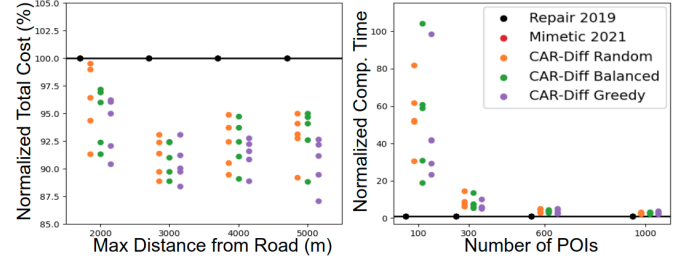 Normalized Total Cost (%)
105.0
102.5
100.0
97.5
95.0
92.5
90.0
87.5
85.0
2000
3000
4000
5000
Max Distance from Road (m)
Normalized Comp. Time
100
80
60
40
20
0
100
300
600
1000
Number of POIs
Repair 2019
Mimetic 2021
CAR-Diff Random
CAR-Diff Balanced
CAR-Diff Greedy